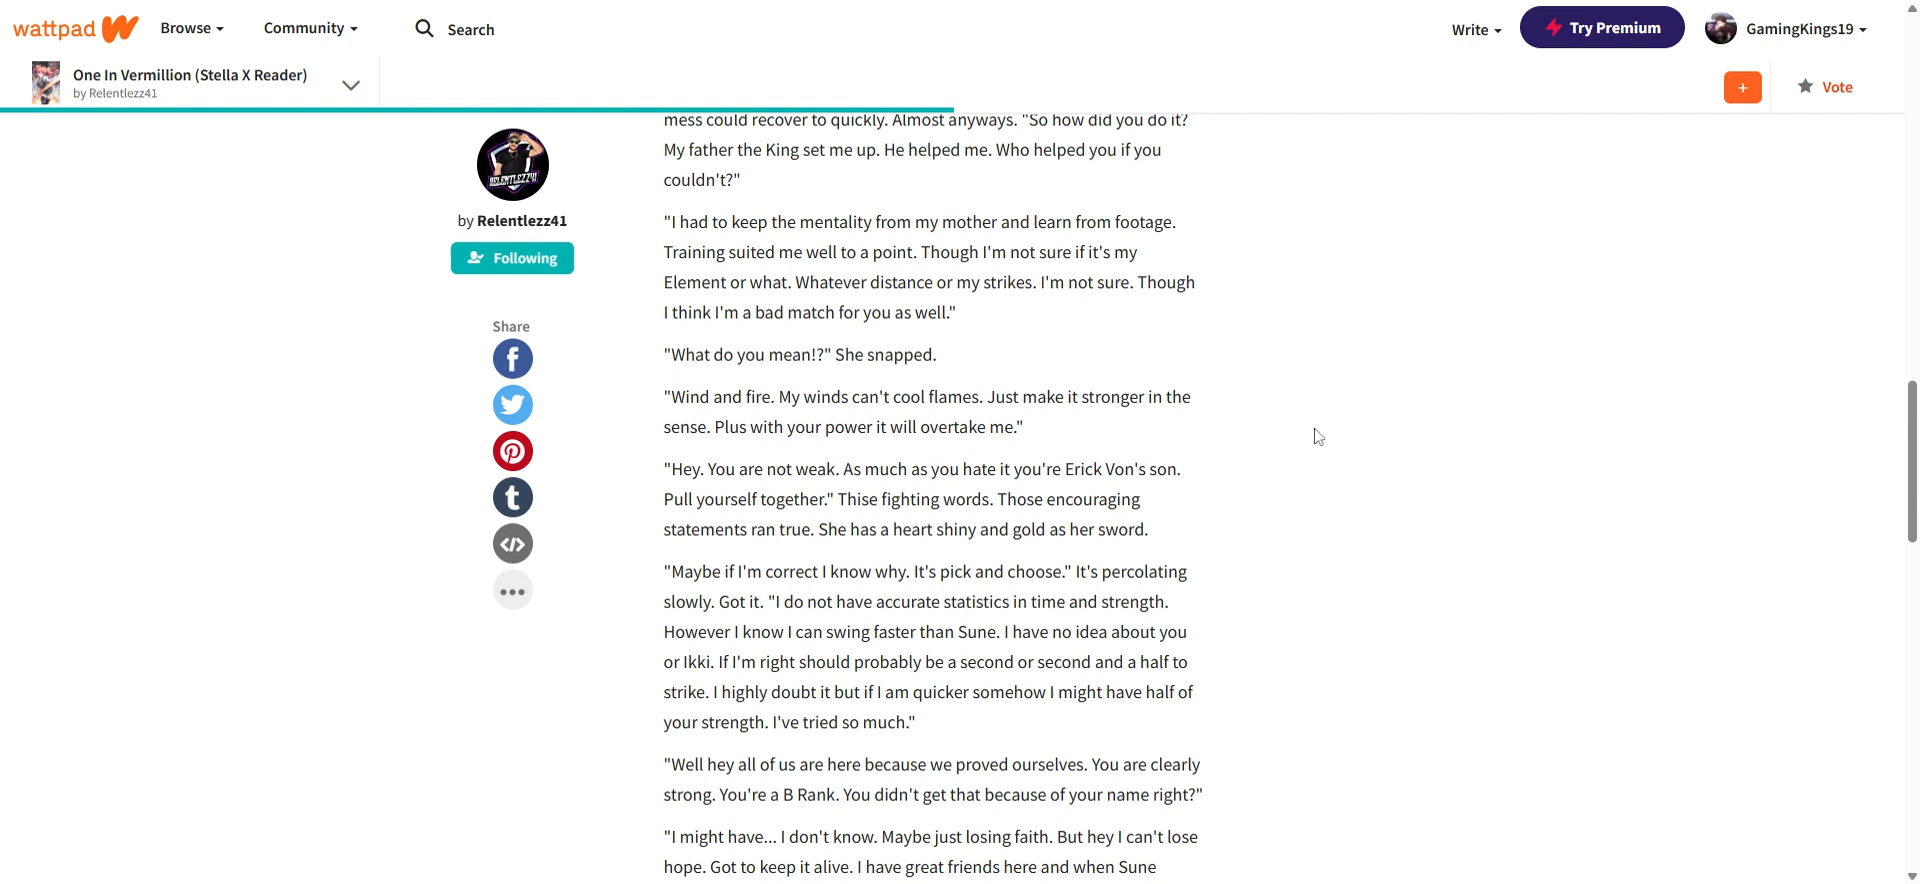 wattpad
Browse
Community
Search
Write
Try Premium
GamingKings19
One In Vermillion (Stella X Reader)
by Relentlezz41
+
Vote
RELENTLEZZ41
by Relentlezz41
Following
Share
mess could recover to quickly. Almost anyways. "So how did you do it?
My father the King set me up. He helped me. Who helped you if you
couldn't?"
"I had to keep the mentality from my mother and learn from footage.
Training suited me well to a point. Though I'm not sure if it's my
Element or what. Whatever distance or my strikes. I'm not sure. Though
I think I'm a bad match for you as well."
"What do you mean!?" She snapped.
"Wind and fire. My winds can't cool flames. Just make it stronger in the
sense. Plus with your power it will overtake me."
"Hey. You are not weak. As much as you hate it you're Erick Von's son.
Pull yourself together." Thise fighting words. Those encouraging
statements ran true. She has a heart shiny and gold as her sword.
"Maybe if I'm correct I know why. It's pick and choose." It's percolating
slowly. Got it. "I do not have accurate statistics in time and strength.
However I know I can swing faster than Sune. I have no idea about you
or Ikki. If I'm right should probably be a second or second and a half to
strike. I highly doubt it but if I am quicker somehow I might have half of
your strength. I've tried so much."
"Well hey all of us are here because we proved ourselves. You are clearly
strong. You're a B Rank. You didn't get that because of your name right?"
"I might have... I don't know. Maybe just losing faith. But hey I can't lose
hope. Got to keep it alive. I have great friends here and when Sune